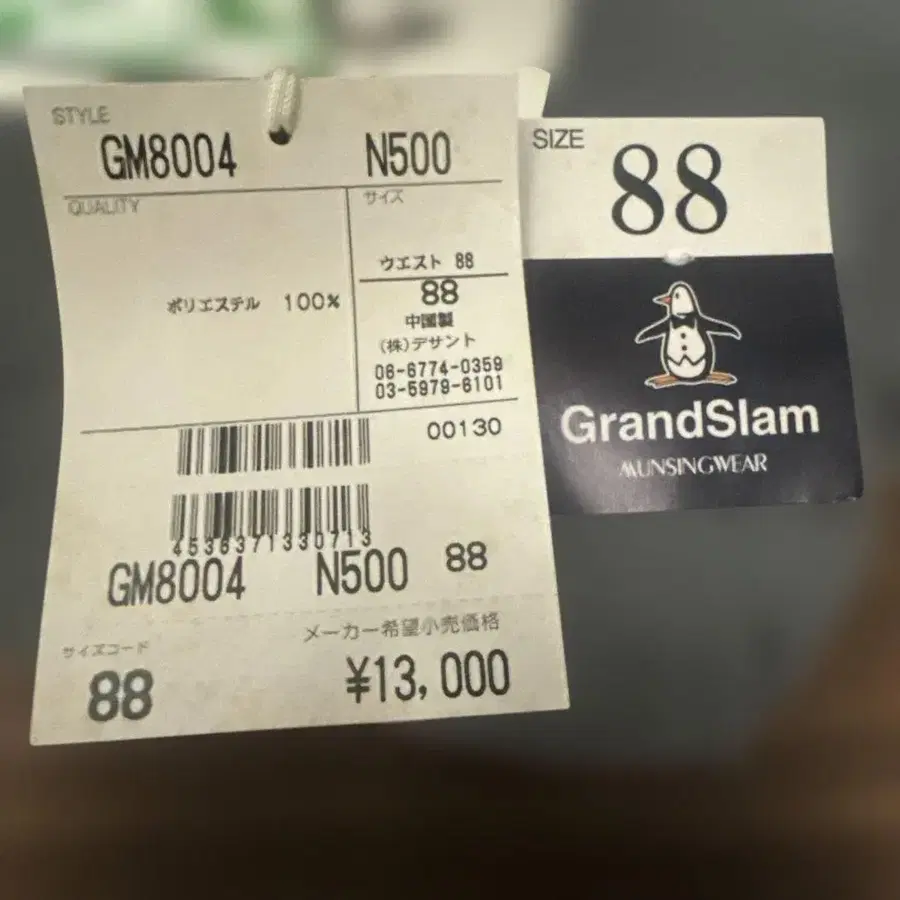 STYLE
GM8004 N500
QUALITY
サイズ
ポリエステル 100%
ウエスト 88
88
中国製
(株)デサント
06-6774-0359
03-5979-6101
00130
4536371330713
GM8004 N500 88
メーカー希望小売価格
サイズコード
88
¥13,000
SIZE
88
GrandSlam
MUNSINGWEAR